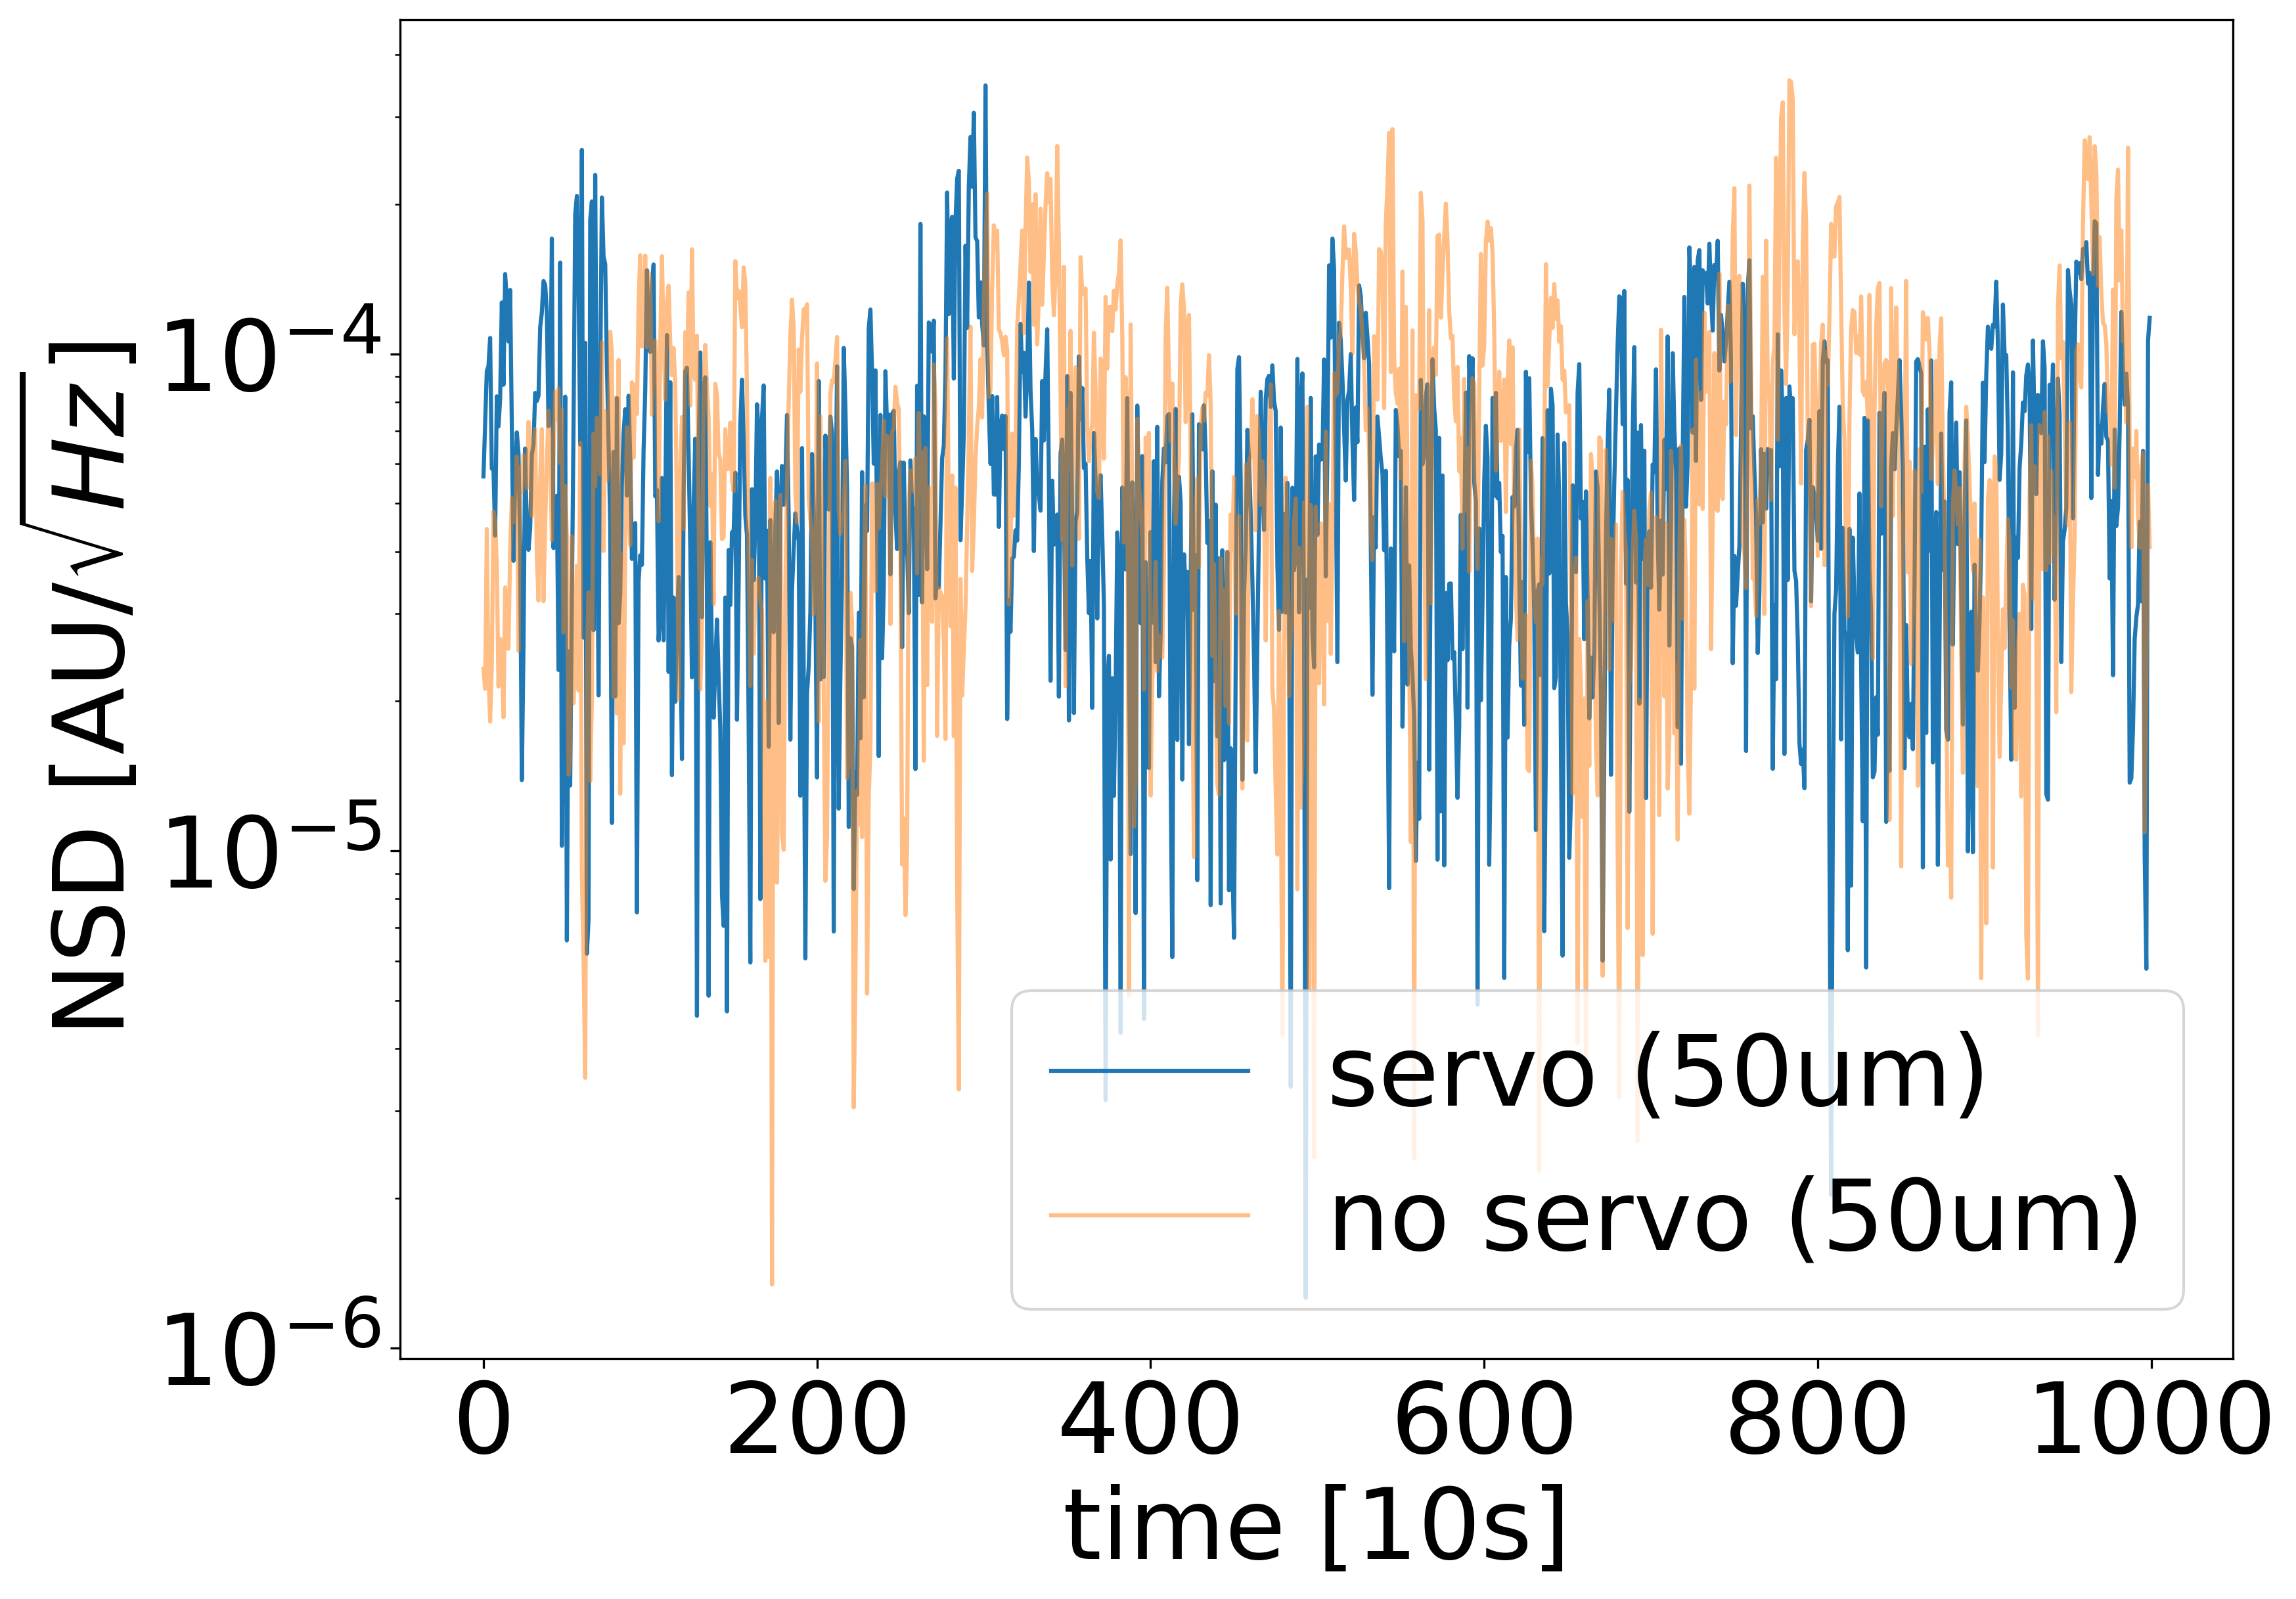 NSD [AU/√Hz]
10⁻⁴
10⁻⁵
10⁻⁶
servo (50um)
no servo (50um)
0 200 400 600 800 1000
time [10s]